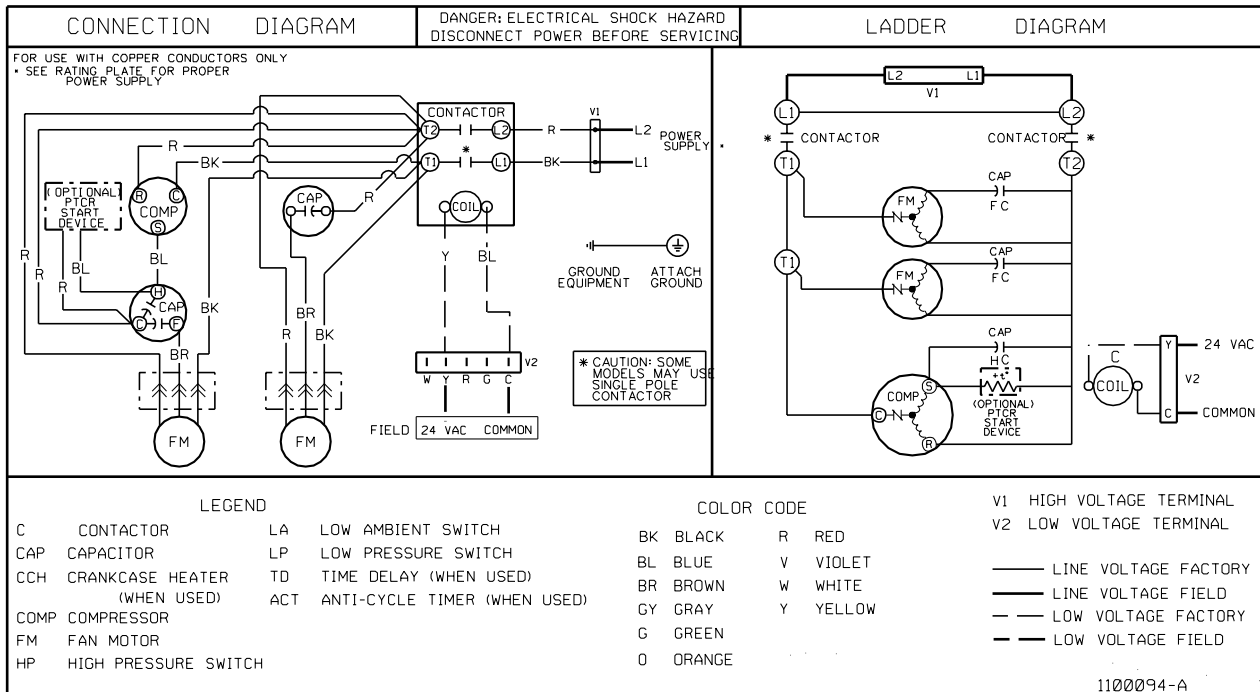 CONNECTION DIAGRAM
DANGER: ELECTRICAL SHOCK HAZARD
DISCONNECT POWER BEFORE SERVICING
LADDER DIAGRAM
FOR USE WITH COPPER CONDUCTORS ONLY
* SEE RATING PLATE FOR PROPER
POWER SUPPLY
CONTACTOR
T2
L2
R
V1
L2
POWER
SUPPLY *
*
T1
L1
BK
L1
R
BK
(OPTIONAL)
PTCR
START
DEVICE
R
C
COMP
S
CAP
R
COIL
BL
Y
BL
R
R
R
BL
H
CAP
C
F
BK
BR
R
BR
BK
GROUND
EQUIPMENT
ATTACH
GROUND
V2
W Y R G C
FIELD
24 VAC COMMON
* CAUTION: SOME
MODELS MAY USE
SINGLE POLE
CONTACTOR
FM
FM
L2
L1
V1
L1
L2
*
CONTACTOR
CONTACTOR
*
T1
T2
FM
N
CAP
FC
T1
FM
N
CAP
FC
CAP
HC
+t°
(OPTIONAL)
PTCR
START
DEVICE
COMP
S
C
N
R
C
COIL
Y
24 VAC
V2
C
COMMON
LEGEND
C CONTACTOR
CAP CAPACITOR
CCH CRANKCASE HEATER
(WHEN USED)
COMP COMPRESSOR
FM FAN MOTOR
HP HIGH PRESSURE SWITCH
LA LOW AMBIENT SWITCH
LP LOW PRESSURE SWITCH
TD TIME DELAY (WHEN USED)
ACT ANTI-CYCLE TIMER (WHEN USED)
COLOR CODE
BK BLACK
BL BLUE
BR BROWN
GY GRAY
G GREEN
O ORANGE
R RED
V VIOLET
W WHITE
Y YELLOW
V1 HIGH VOLTAGE TERMINAL
V2 LOW VOLTAGE TERMINAL
LINE VOLTAGE FACTORY
LINE VOLTAGE FIELD
LOW VOLTAGE FACTORY
LOW VOLTAGE FIELD
1100094-A